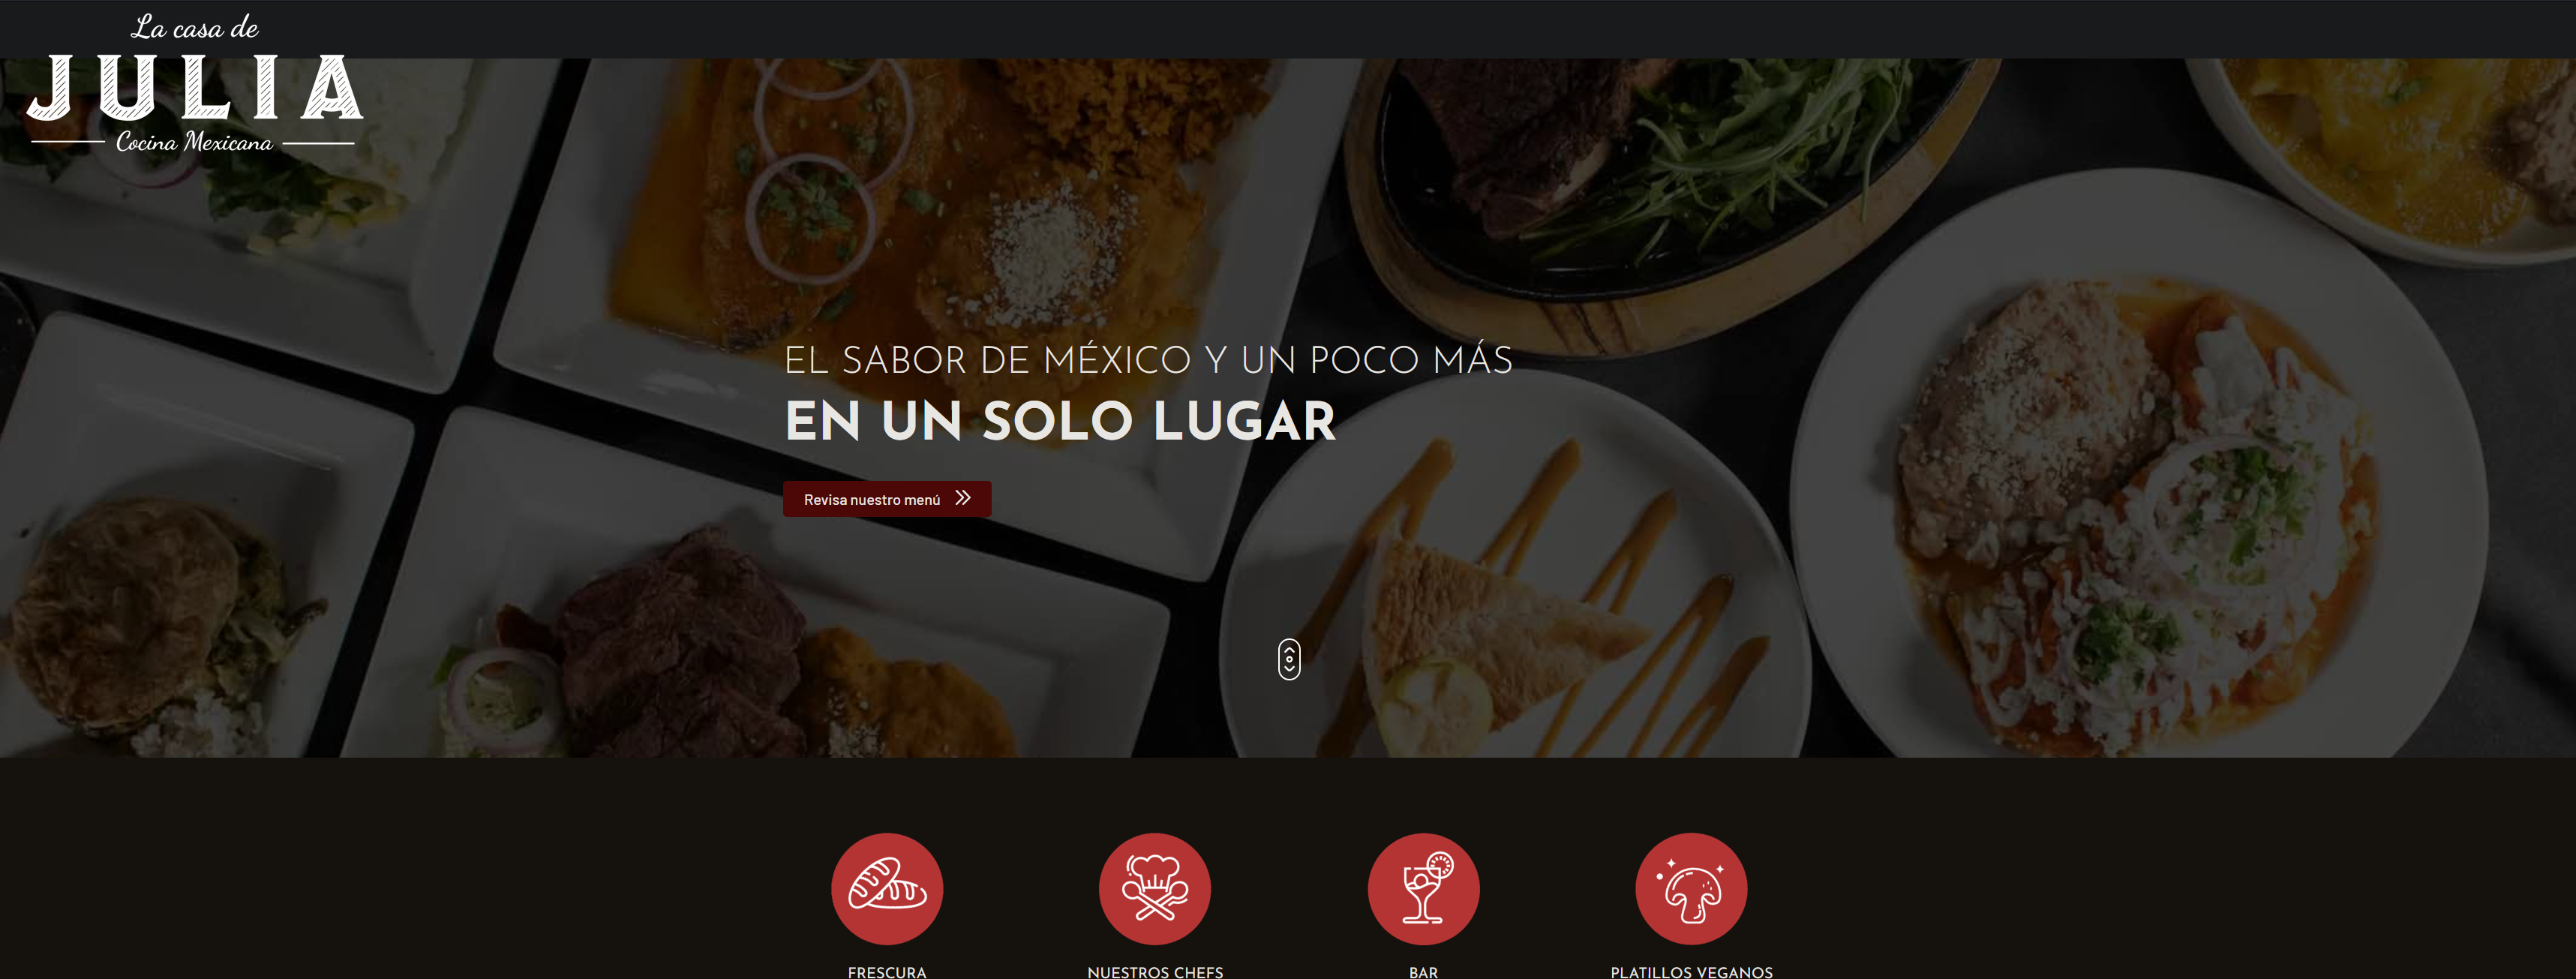 La casa de
JULIA
Cocina Mexicana
EL SABOR DE MÉXICO Y UN POCO MÁS
EN UN SOLO LUGAR
Revisa nuestro menú
FRESCURA
NUESTROS CHEFS
BAR
PLATILLOS VEGANOS